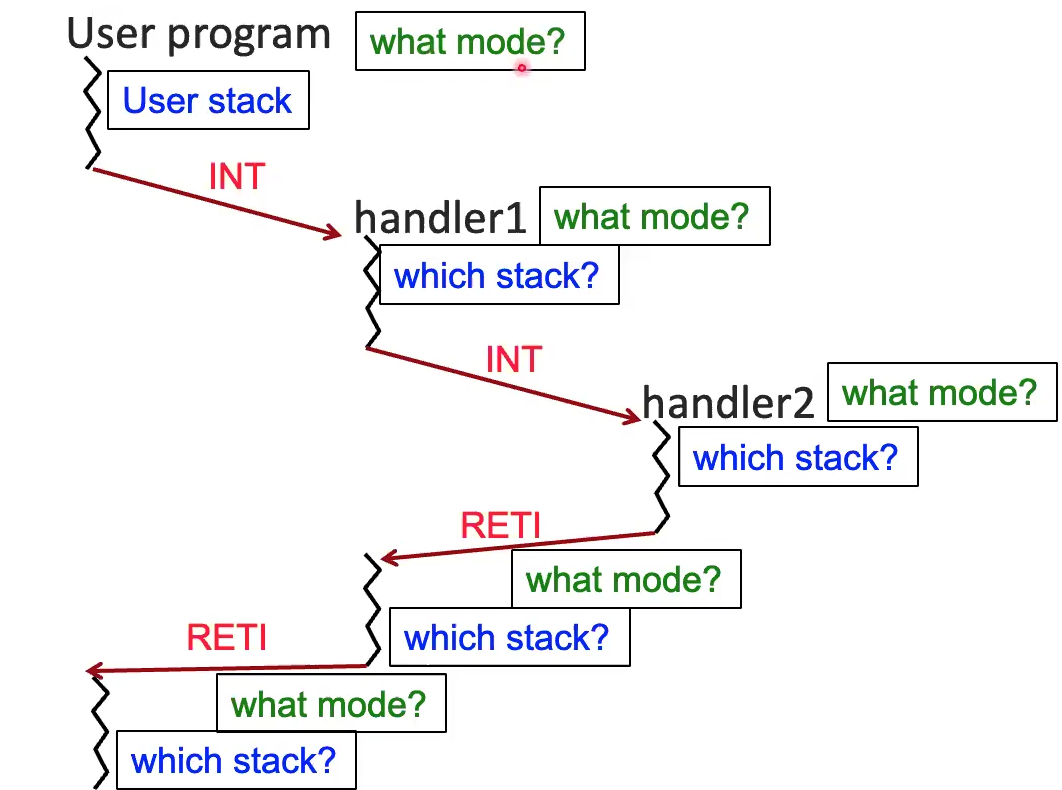 User program
what mode?
User stack
INT
handler1
what mode?
which stack?
INT
handler2
what mode?
which stack?
RETI
what mode?
which stack?
RETI
what mode?
which stack?